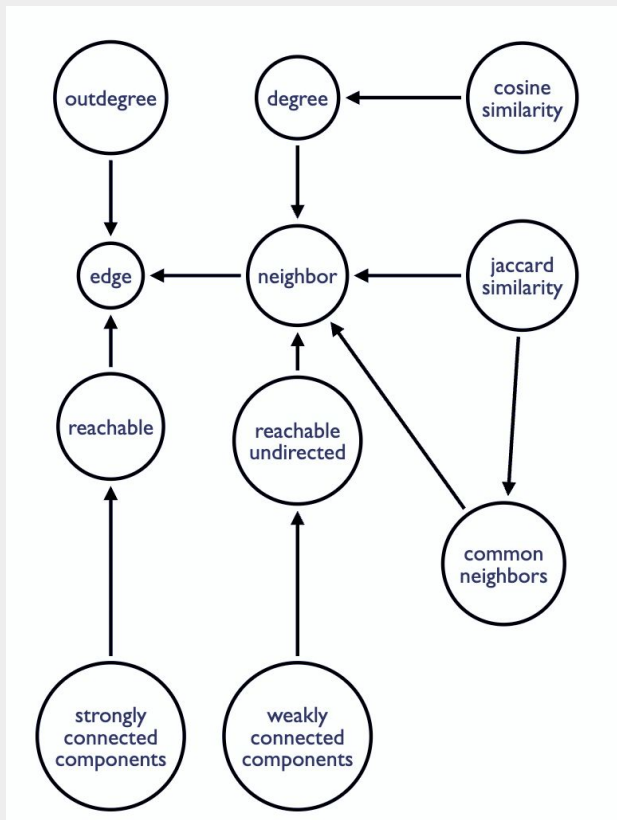 outdegree
degree
cosine
similarity
edge
neighbor
jaccard
similarity
reachable
reachable
undirected
common
neighbors
strongly
connected
components
weakly
connected
components